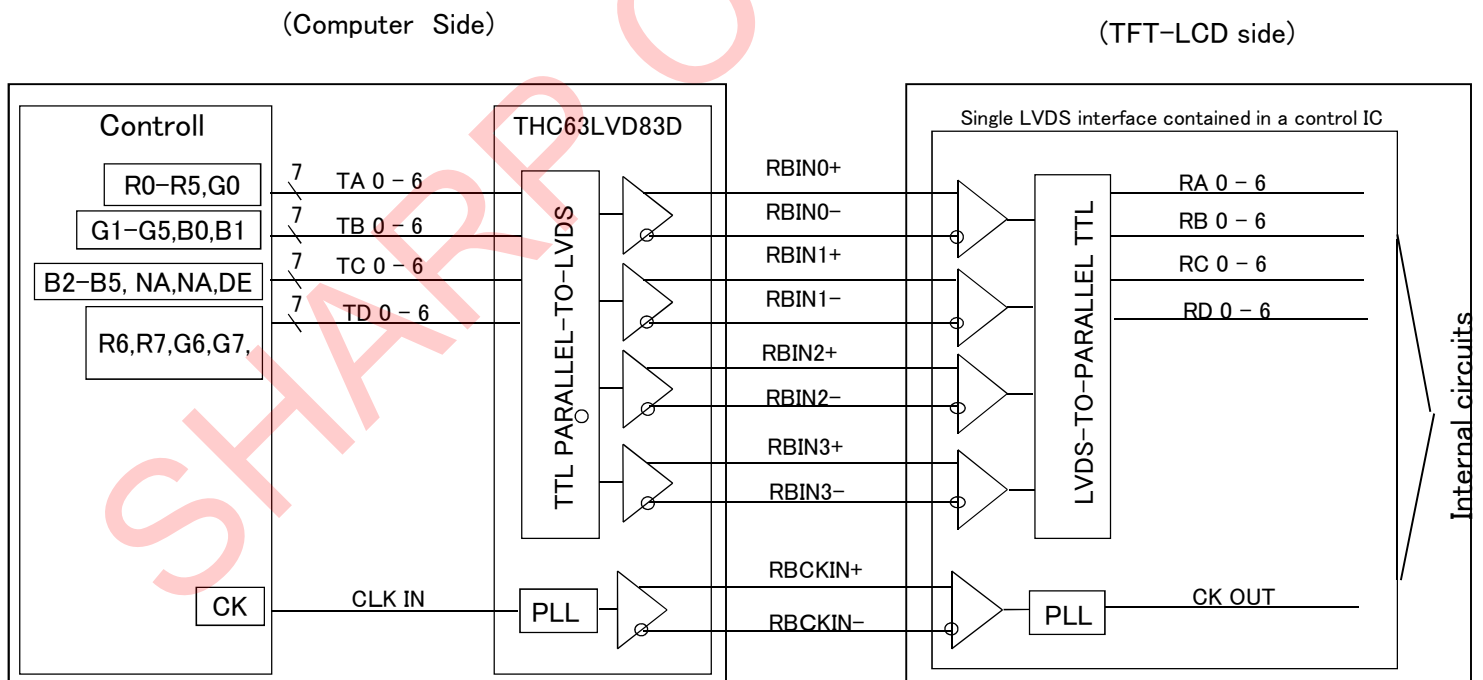 (Computer Side)
(TFT-LCD side)
Controll
THC63LVD83D
Single LVDS interface contained in a control IC
R0-R5,G0
7
TA 0 - 6
RBIN0+
RA 0 - 6
G1-G5,B0,B1
7
TB 0 - 6
RBIN0-
RB 0 - 6
B2-B5, NA,NA,DE
7
TC 0 - 6
RBIN1+
RC 0 - 6
R6,R7,G6,G7,
7
TD 0 - 6
RBIN1-
RD 0 - 6
TTL PARALLEL-TO-LVDS
LVDS-TO-PARALLEL TTL
RBIN2+
RBIN2-
RBIN3+
RBIN3-
Internal circuits
CK
CLK IN
PLL
RBCKIN+
RBCKIN-
PLL
CK OUT
SHARP